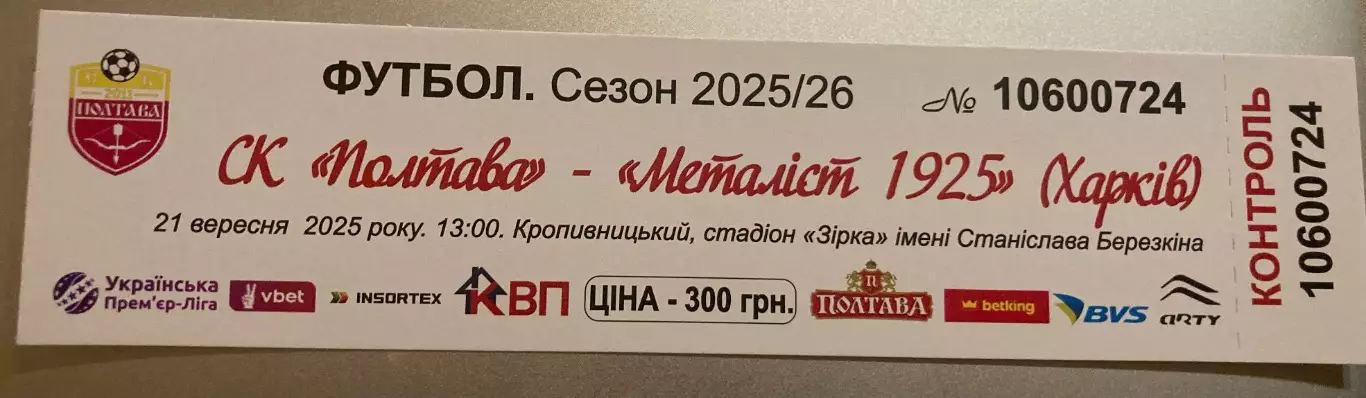 2011
ПОЛТАВА
ФУТБОЛ. Сезон 2025/26
№ 10600724
СК «Полтава» - «Металіст 1925» (Харків)
21 вересня 2025 року. 13:00. Кропивницький, стадіон «Зірка» імені Станіслава Березкіна
Українська
Прем'єр-Ліга
vbet
INSORTEX
КВП
ЦІНА - 300 грн.
П
ПОЛТАВА
betking
BVS
ARTY
КОНТРОЛЬ
10600724